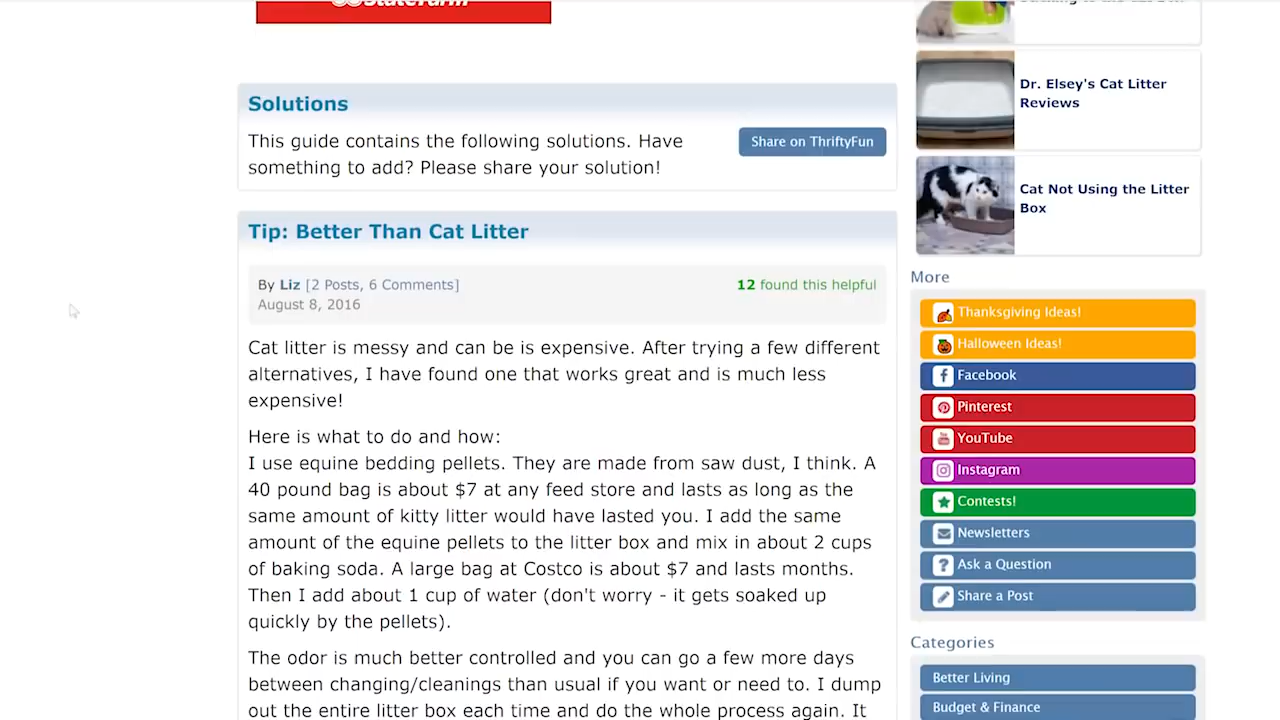 StateFarm
Solutions
This guide contains the following solutions. Have
something to add? Please share your solution!
Share on ThriftyFun
Tip: Better Than Cat Litter
By Liz [2 Posts, 6 Comments]
August 8, 2016
12 found this helpful
Cat litter is messy and can be is expensive. After trying a few different
alternatives, I have found one that works great and is much less
expensive!
Here is what to do and how:
I use equine bedding pellets. They are made from saw dust, I think. A
40 pound bag is about $7 at any feed store and lasts as long as the
same amount of kitty litter would have lasted you. I add the same
amount of the equine pellets to the litter box and mix in about 2 cups
of baking soda. A large bag at Costco is about $7 and lasts months.
Then I add about 1 cup of water (don't worry - it gets soaked up
quickly by the pellets).
The odor is much better controlled and you can go a few more days
between changing/cleanings than usual if you want or need to. I dump
out the entire litter box each time and do the whole process again. It
Dr. Elsey's Cat Litter
Reviews
Cat Not Using the Litter
Box
More
Thanksgiving Ideas!
Halloween Ideas!
Facebook
Pinterest
YouTube
Instagram
Contests!
Newsletters
Ask a Question
Share a Post
Categories
Better Living
Budget & Finance